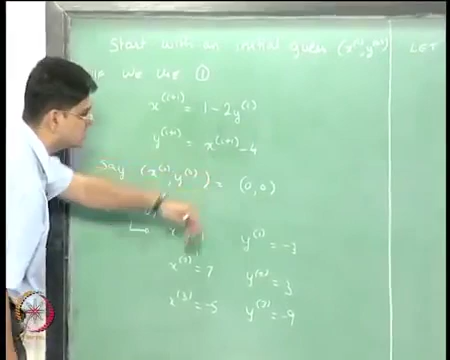 Start with an initial guess (x⁽⁰⁾, y⁽⁰⁾) LET
IF WE USE ①
x⁽ⁱ⁺¹⁾ = 1 - 2y⁽ⁱ⁾
y⁽ⁱ⁺¹⁾ = x⁽ⁱ⁺¹⁾ - 4
Say (x⁽⁰⁾, y⁽⁰⁾) = (0,0)
y⁽¹⁾ = -3
x⁽²⁾ = 7 y⁽²⁾ = 3
x⁽³⁾ = -5 y⁽³⁾ = -9